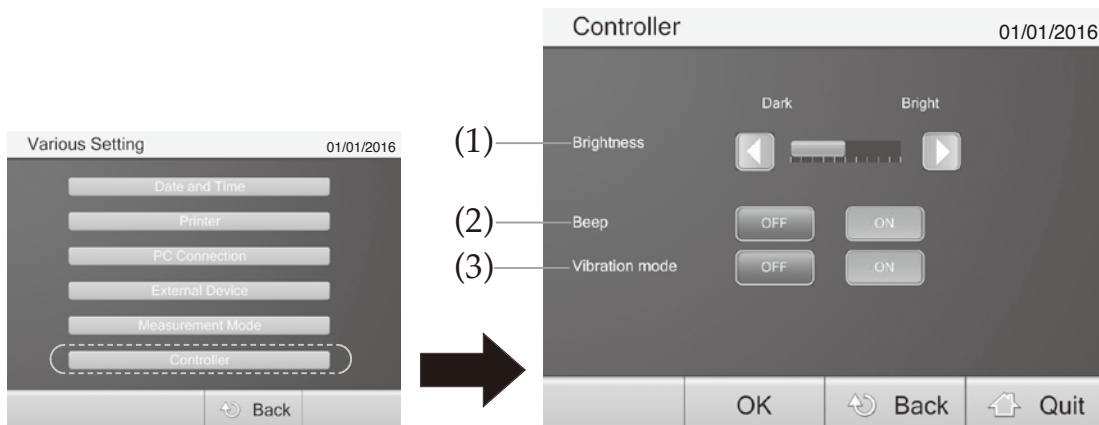 Various Setting 01/01/2016
Date and Time
Printer
PC Connection
External Device
Measurement Mode
Controller
Back
Controller 01/01/2016
Dark Bright
(1) Brightness
(2) Beep OFF ON
(3) Vibration mode OFF ON
OK Back Quit